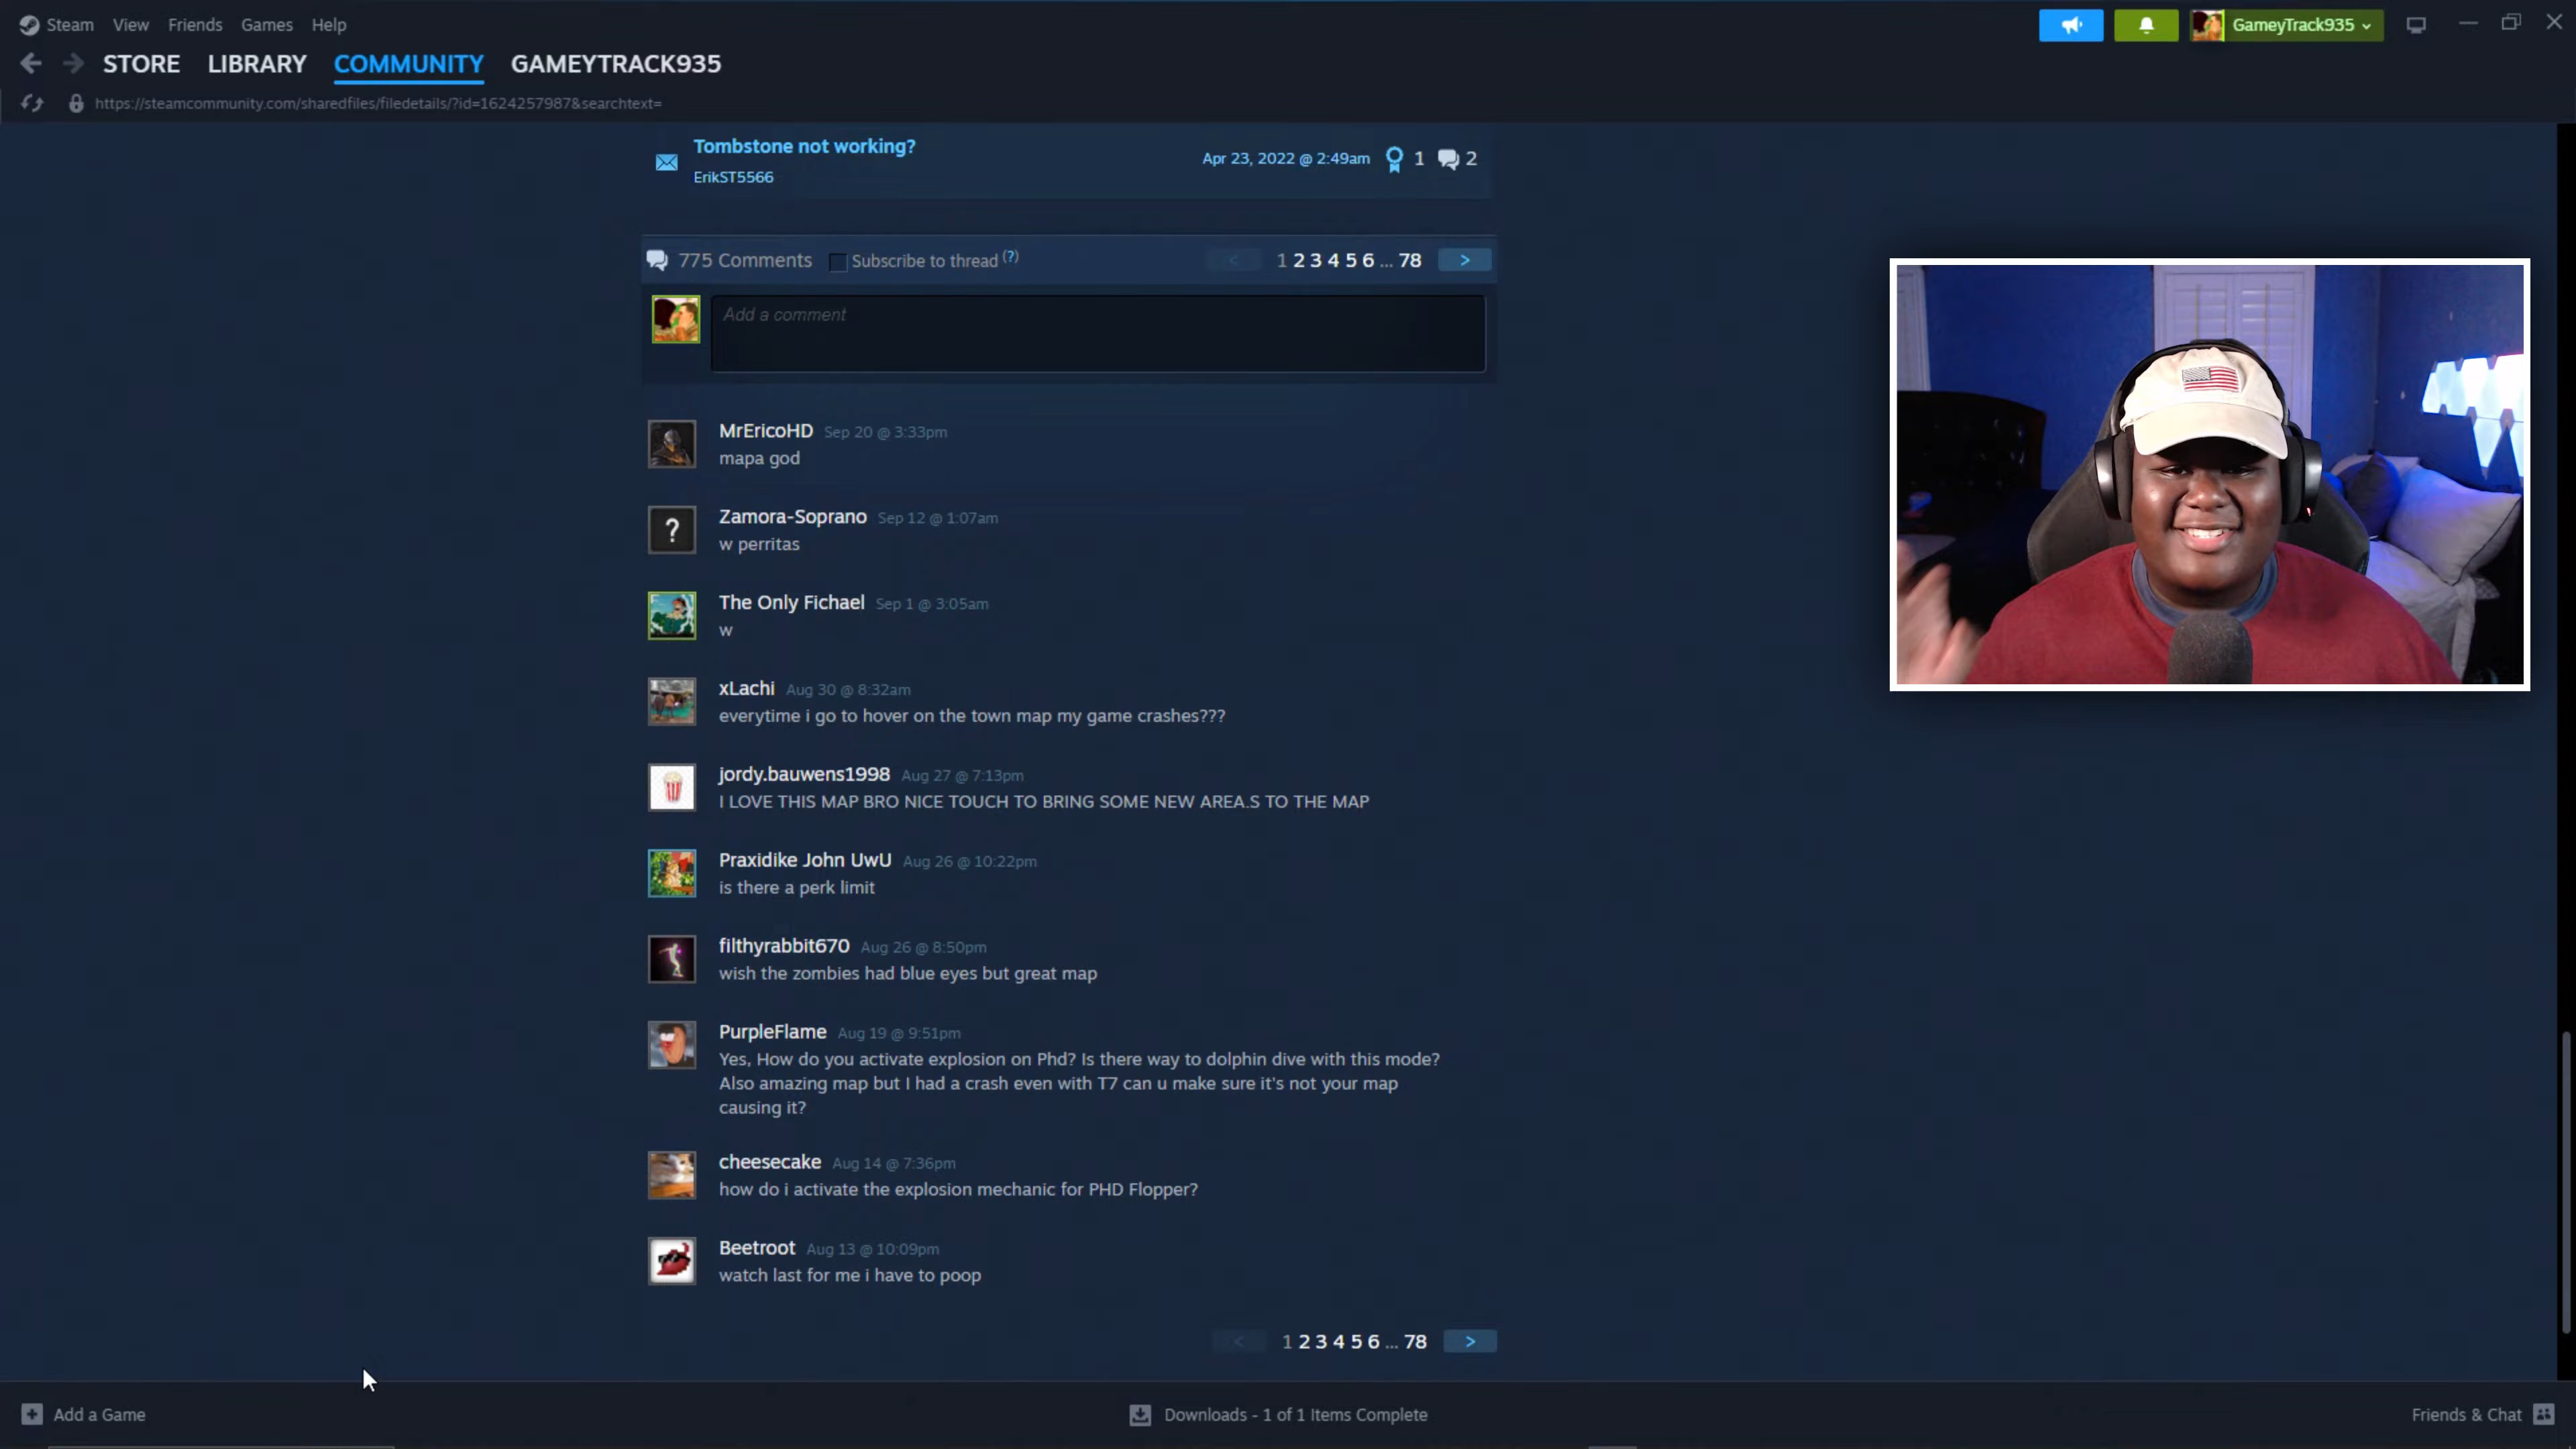 Steam View Friends Games Help
GameyTrack935
STORE LIBRARY COMMUNITY GAMEYTRACK935
https://steamcommunity.com/sharedfiles/filedetails/?id=1624257987&searchtext=
Tombstone not working?
ErikST5566
Apr 23, 2022 @ 2:49am 1 2
775 Comments Subscribe to thread (?) < 1 2 3 4 5 6 ... 78 >
Add a comment
MrEricoHD Sep 20 @ 3:33pm
mapa god
?
Zamora-Soprano Sep 12 @ 1:07am
w perritas
The Only Fichael Sep 1 @ 3:05am
w
xLachi Aug 30 @ 8:32am
everytime i go to hover on the town map my game crashes???
jordy.bauwens1998 Aug 27 @ 7:13pm
I LOVE THIS MAP BRO NICE TOUCH TO BRING SOME NEW AREA.S TO THE MAP
Praxidike John UwU Aug 26 @ 10:22pm
is there a perk limit
filthyrabbit670 Aug 26 @ 8:50pm
wish the zombies had blue eyes but great map
PurpleFlame Aug 19 @ 9:51pm
Yes, How do you activate explosion on Phd? Is there way to dolphin dive with this mode?
Also amazing map but I had a crash even with T7 can u make sure it's not your map
causing it?
cheesecake Aug 14 @ 7:36pm
how do i activate the explosion mechanic for PHD Flopper?
Beetroot Aug 13 @ 10:09pm
watch last for me i have to poop
< 1 2 3 4 5 6 ... 78 >
Add a Game
Downloads - 1 of 1 Items Complete
Friends & Chat